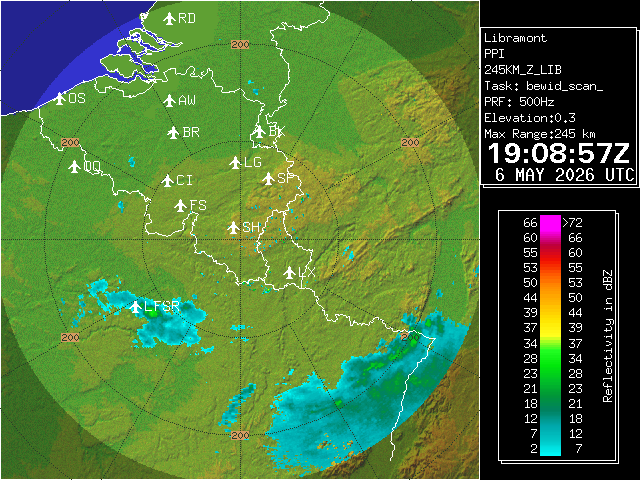 RD
200
OS
AW
BR
BK
200
200
QQ
LG
CI
SP
FS
SH
LX
LFSR
200
200
200
Libramont
PPI
245KM_Z_LIB
Task: bewid_scan_
PRF: 500Hz
Elevation:0.3
Max Range:245 km
19:08:57Z
6 MAY 2026 UTC
66 >72
60 66
55 60
53 55
50 53
44 50
39 44
37 39
34 37
28 34
23 28
21 23
18 21
12 18
7 12
2 7
Reflectivity in dBZ